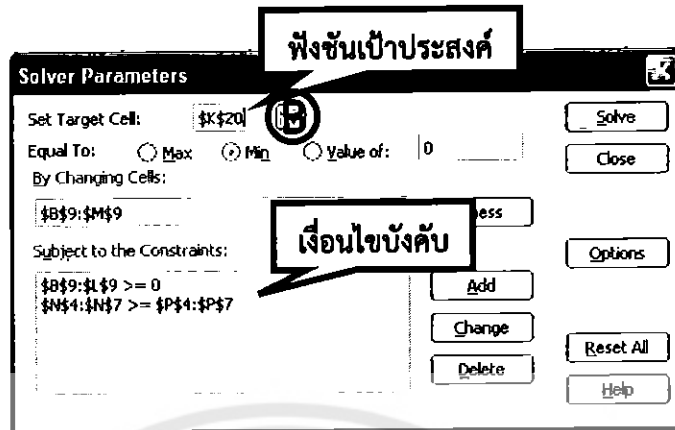 ฟังชันเป้าประสงค์
Solver Parameters
Set Target Cell: $K$20
Solve
Equal To: Max Min Value of: 0
Close
By Changing Cells:
$B$9:$M$9
เงื่อนไขบังคับ
Subject to the Constraints:
Options
$B$9:$L$9 >= 0
Add
$N$4:$N$7 >= $P$4:$P$7
Change
Reset All
Delete
Help